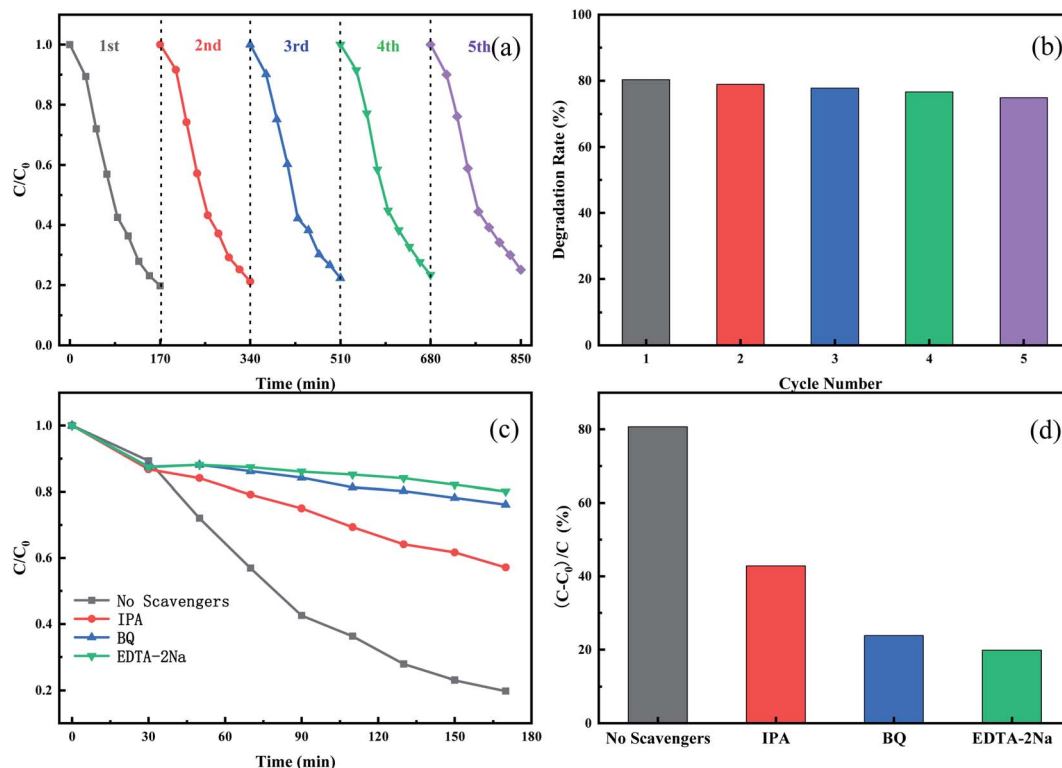 1st 2nd 3rd 4th 5th (a)
1.0
0.8
0.6
0.4
0.2
0.0
C/C0
0 170 340 510 680 850
Time (min)
(b)
100
80
60
40
20
0
Degradation Rate (%)
1 2 3 4 5
Cycle Number
(c)
1.0
0.8
0.6
0.4
0.2
C/C0
No Scavengers
IPA
BQ
EDTA-2Na
0 30 60 90 120 150 180
Time (min)
(d)
80
60
40
20
0
(C-C0)/C (%)
No Scavengers IPA BQ EDTA-2Na